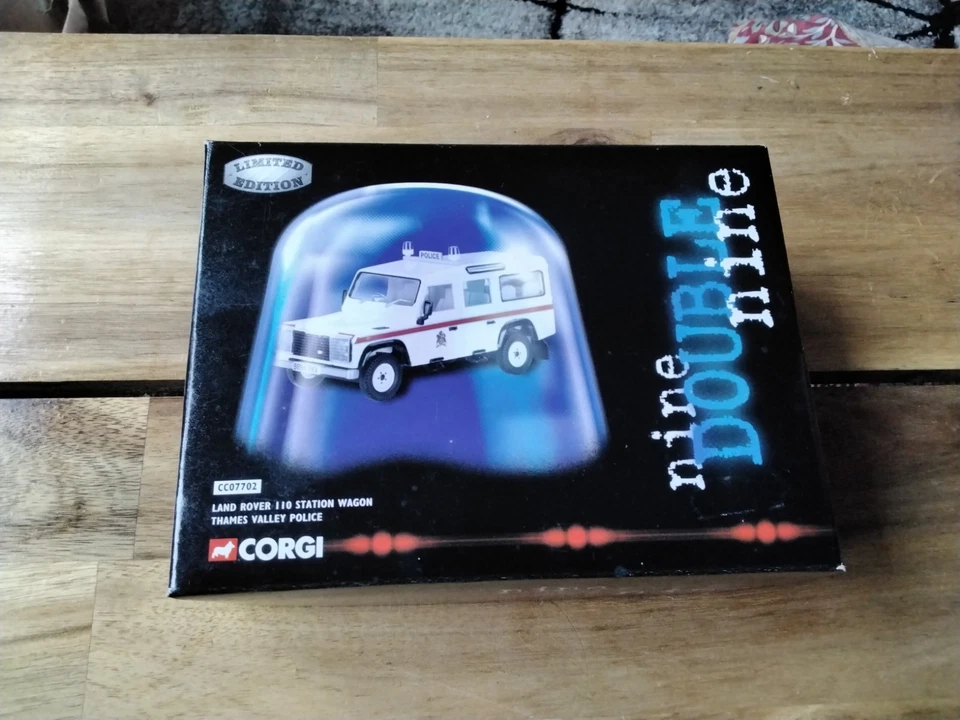 LIMITED
EDITION
POLICE
nine
DOUBLE
nine
CC07702
LAND ROVER 110 STATION WAGON
THAMES VALLEY POLICE
CORGI